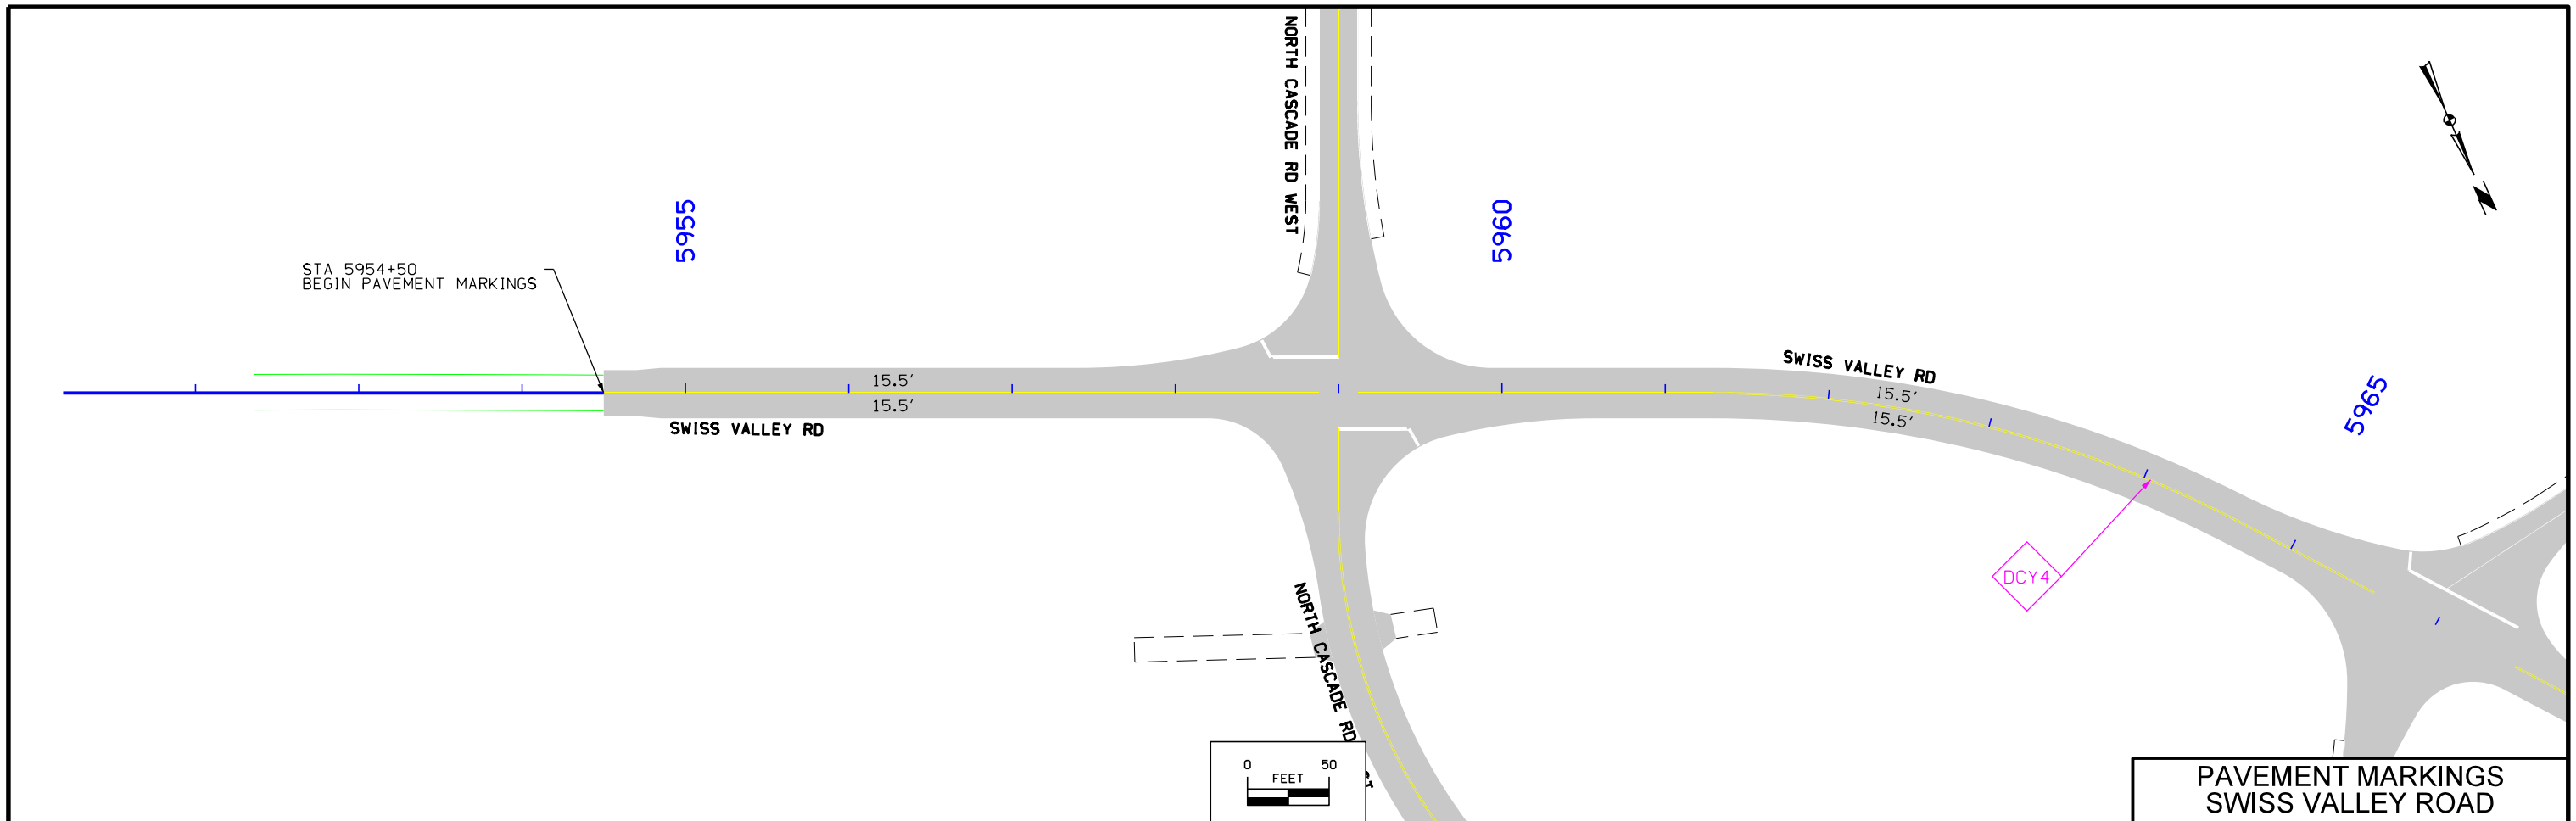 NORTH CASCADE RD WEST
5955
5960
STA 5954+50
BEGIN PAVEMENT MARKINGS
SWISS VALLEY RD
15.5'
15.5'
15.5'
15.5'
SWISS VALLEY RD
5965
DCY4
NORTH CASCADE RD
0 50
FEET
PAVEMENT MARKINGS
SWISS VALLEY ROAD